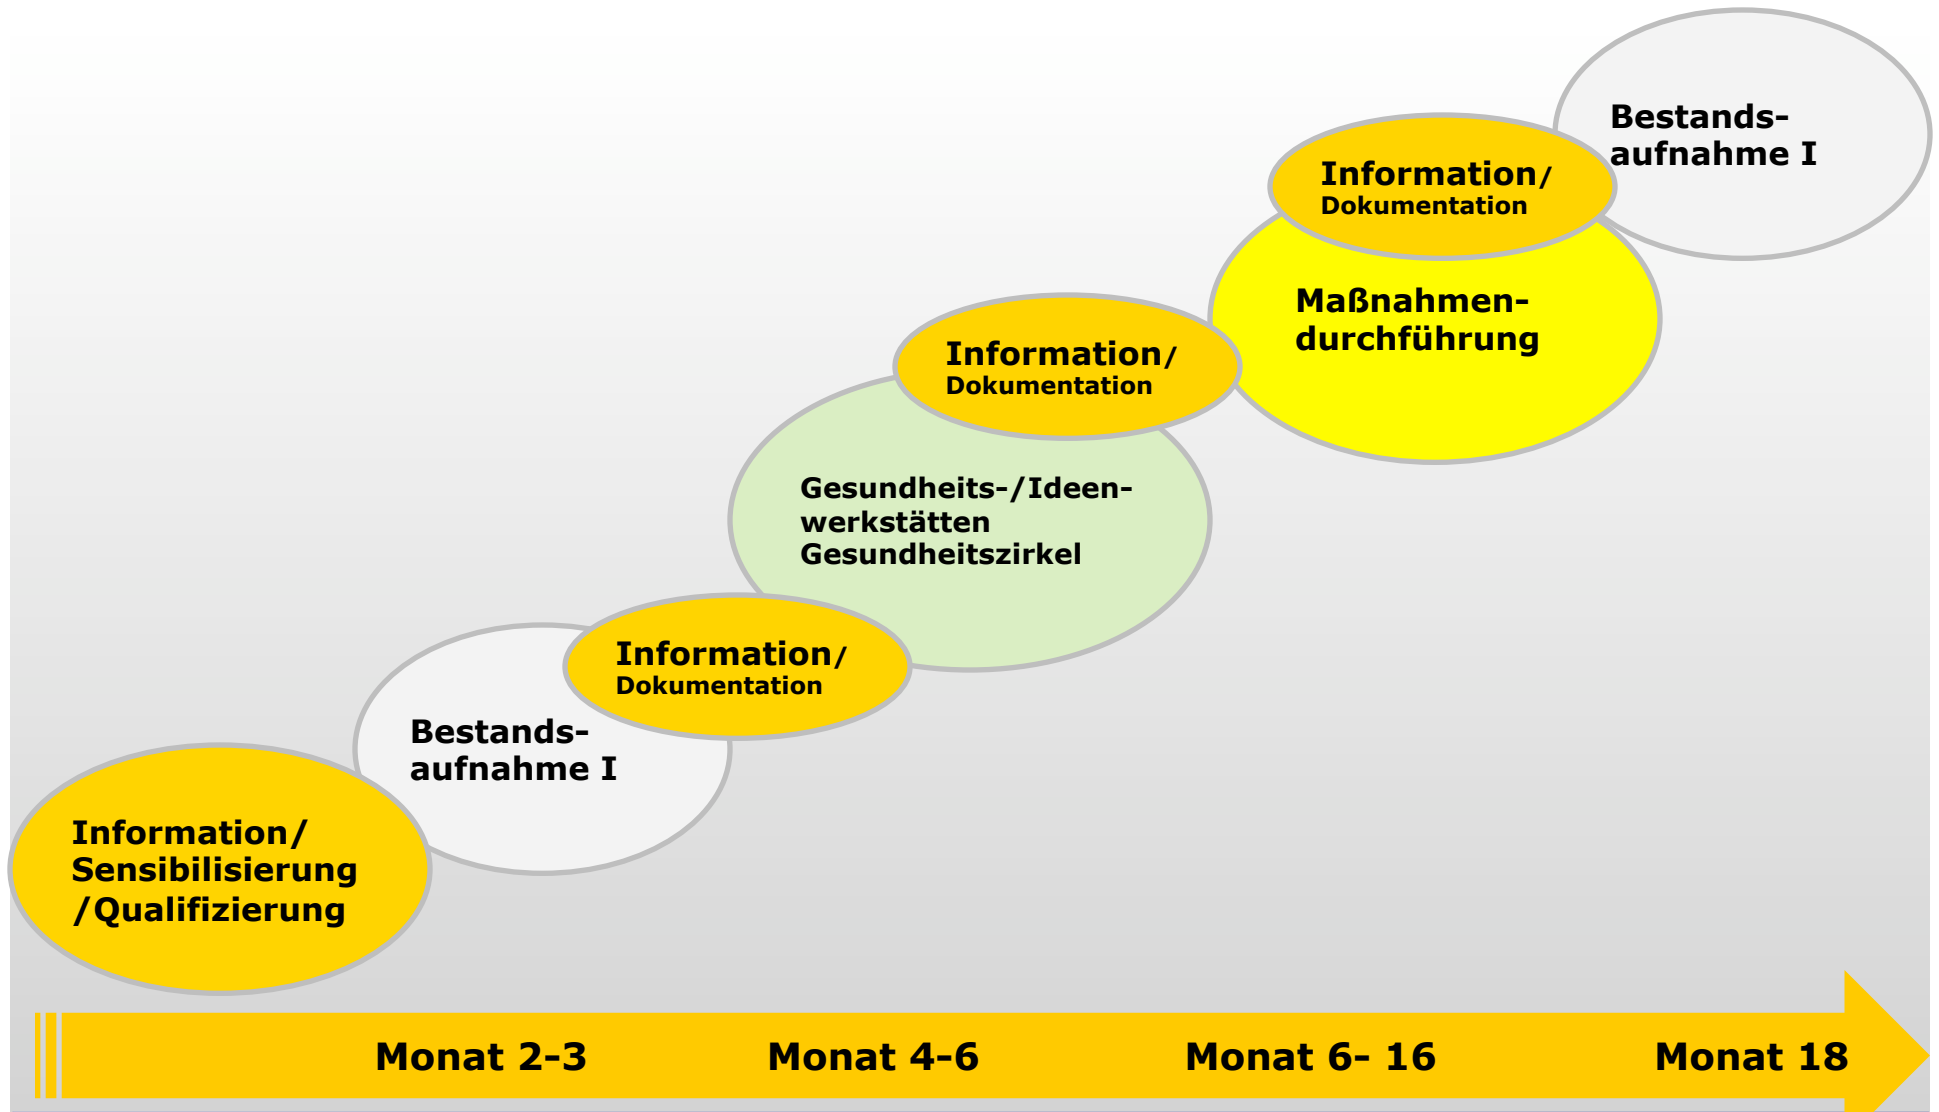 Bestands-
aufnahme I
Information/
Dokumentation
Maßnahmen-
durchführung
Information/
Dokumentation
Gesundheits-/Ideen-
werkstätten
Gesundheitszirkel
Information/
Dokumentation
Bestands-
aufnahme I
Information/
Sensibilisierung
/Qualifizierung
Monat 2-3
Monat 4-6
Monat 6- 16
Monat 18